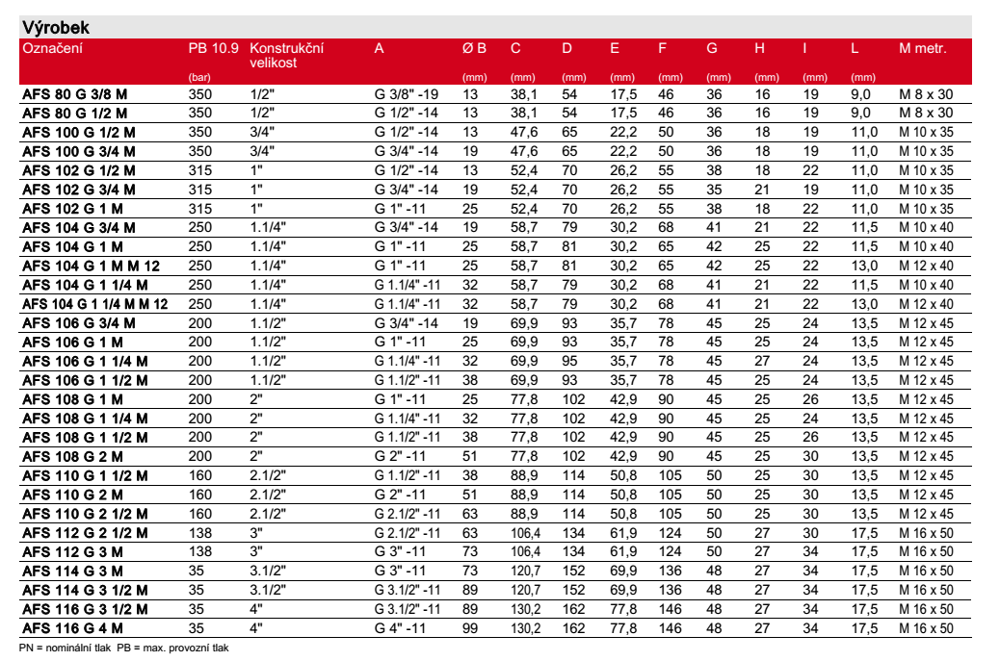 Výrobek
Označení PB 10.9 Konstrukční A Ø B C D E F G H I L M metr.
velikost
(bar) (mm) (mm) (mm) (mm) (mm) (mm) (mm) (mm) (mm)
AFS 80 G 3/8 M 350 1/2" G 3/8" -19 13 38,1 54 17,5 46 36 16 19 9,0 M 8 x 30
AFS 80 G 1/2 M 350 1/2" G 1/2" -14 13 38,1 54 17,5 46 36 16 19 9,0 M 8 x 30
AFS 100 G 1/2 M 350 3/4" G 1/2" -14 13 47,6 65 22,2 50 36 18 19 11,0 M 10 x 35
AFS 100 G 3/4 M 350 3/4" G 3/4" -14 19 47,6 65 22,2 50 36 18 19 11,0 M 10 x 35
AFS 102 G 1/2 M 315 1" G 1/2" -14 13 52,4 70 26,2 55 38 18 22 11,0 M 10 x 35
AFS 102 G 3/4 M 315 1" G 3/4" -14 19 52,4 70 26,2 55 35 21 19 11,0 M 10 x 35
AFS 102 G 1 M 315 1" G 1" -11 25 52,4 70 26,2 55 38 18 22 11,0 M 10 x 35
AFS 104 G 3/4 M 250 1.1/4" G 3/4" -14 19 58,7 79 30,2 68 41 21 22 11,5 M 10 x 40
AFS 104 G 1 M 250 1.1/4" G 1" -11 25 58,7 81 30,2 65 42 25 22 11,5 M 10 x 40
AFS 104 G 1 M M 12 250 1.1/4" G 1" -11 25 58,7 81 30,2 65 42 25 22 13,0 M 12 x 40
AFS 104 G 1 1/4 M 250 1.1/4" G 1.1/4" -11 32 58,7 79 30,2 68 41 21 22 11,5 M 10 x 40
AFS 104 G 1 1/4 M M 12 250 1.1/4" G 1.1/4" -11 32 58,7 79 30,2 68 41 21 22 13,0 M 12 x 40
AFS 106 G 3/4 M 200 1.1/2" G 3/4" -14 19 69,9 93 35,7 78 45 25 24 13,5 M 12 x 45
AFS 106 G 1 M 200 1.1/2" G 1" -11 25 69,9 93 35,7 78 45 25 24 13,5 M 12 x 45
AFS 106 G 1 1/4 M 200 1.1/2" G 1.1/4" -11 32 69,9 95 35,7 78 45 27 24 13,5 M 12 x 45
AFS 106 G 1 1/2 M 200 1.1/2" G 1.1/2" -11 38 69,9 93 35,7 78 45 25 24 13,5 M 12 x 45
AFS 108 G 1 M 200 2" G 1" -11 25 77,8 102 42,9 90 45 25 26 13,5 M 12 x 45
AFS 108 G 1 1/4 M 200 2" G 1.1/4" -11 32 77,8 102 42,9 90 45 25 24 13,5 M 12 x 45
AFS 108 G 1 1/2 M 200 2" G 1.1/2" -11 38 77,8 102 42,9 90 45 25 26 13,5 M 12 x 45
AFS 108 G 2 M 200 2" G 2" -11 51 77,8 102 42,9 90 45 25 30 13,5 M 12 x 45
AFS 110 G 1 1/2 M 160 2.1/2" G 1.1/2" -11 38 88,9 114 50,8 105 50 25 30 13,5 M 12 x 45
AFS 110 G 2 M 160 2.1/2" G 2" -11 51 88,9 114 50,8 105 50 25 30 13,5 M 12 x 45
AFS 110 G 2 1/2 M 160 2.1/2" G 2.1/2" -11 63 88,9 114 50,8 105 50 25 30 13,5 M 12 x 45
AFS 112 G 2 1/2 M 138 3" G 2.1/2" -11 63 106,4 134 61,9 124 50 27 30 17,5 M 16 x 50
AFS 112 G 3 M 138 3" G 3" -11 73 106,4 134 61,9 124 50 27 34 17,5 M 16 x 50
AFS 114 G 3 M 35 3.1/2" G 3" -11 73 120,7 152 69,9 136 48 27 34 17,5 M 16 x 50
AFS 114 G 3 1/2 M 35 3.1/2" G 3.1/2" -11 89 120,7 152 69,9 136 48 27 34 17,5 M 16 x 50
AFS 116 G 3 1/2 M 35 4" G 3.1/2" -11 89 130,2 162 77,8 146 48 27 34 17,5 M 16 x 50
AFS 116 G 4 M 35 4" G 4" -11 99 130,2 162 77,8 146 48 27 34 17,5 M 16 x 50
PN = nominální tlak PB = max. provozní tlak